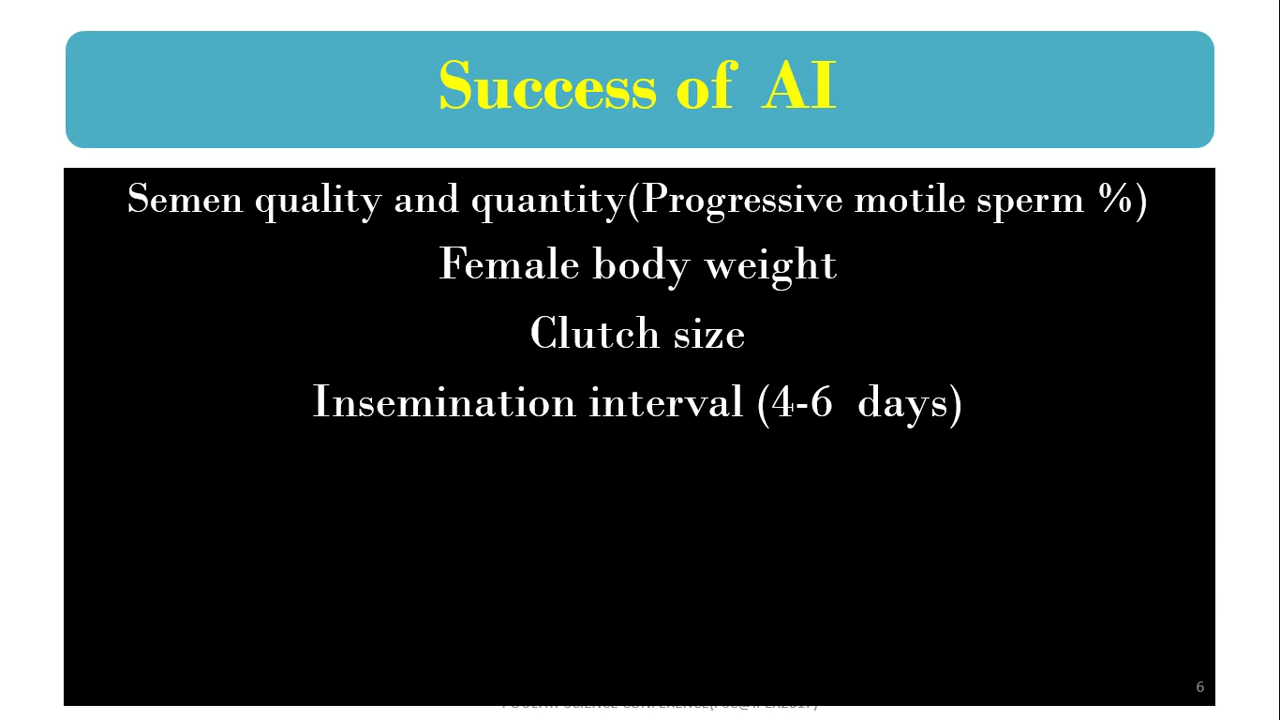 Success of AI
Semen quality and quantity(Progressive motile sperm %)
Female body weight
Clutch size
Insemination interval (4-6 days)
6